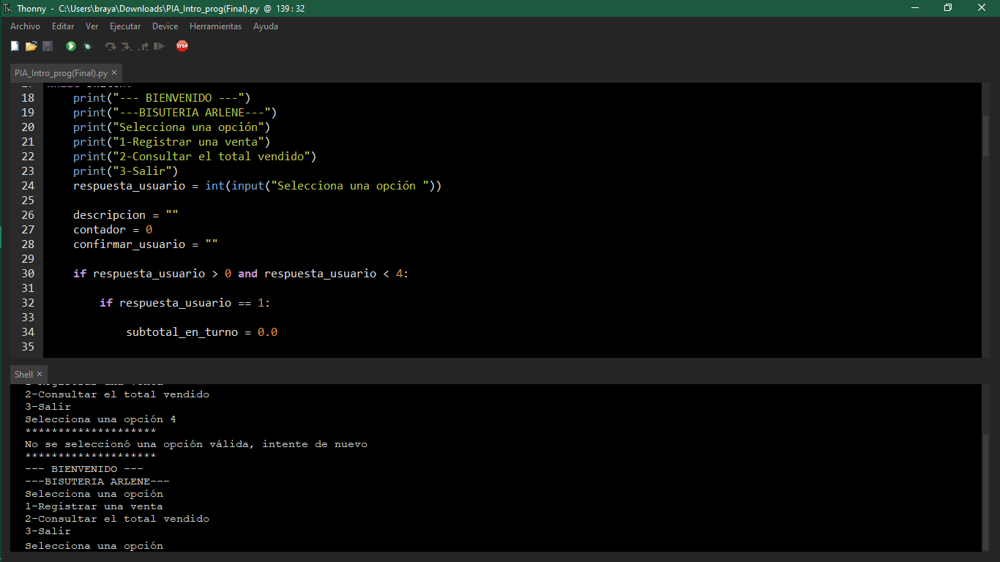 Thonny - C:\Users\braya\Downloads\PIA_Intro_prog(Final).py @ 139 : 32
Archivo Editar Ver Ejecutar Device Herramientas Ayuda
STOP
PIA_Intro_prog(Final).py ×
18 print("--- BIENVENIDO ---")
19 print("---BISUTERIA ARLENE---")
20 print("Selecciona una opción")
21 print("1-Registrar una venta")
22 print("2-Consultar el total vendido")
23 print("3-Salir")
24 respuesta_usuario = int(input("Selecciona una opción "))
25
26 descripcion = ""
27 contador = 0
28 confirmar_usuario = ""
29
30 if respuesta_usuario > 0 and respuesta_usuario < 4:
31
32 if respuesta_usuario == 1:
33
34 subtotal_en_turno = 0.0
35
Shell ×
1-Registrar una venta
2-Consultar el total vendido
3-Salir
Selecciona una opción 4
********************
No se seleccionó una opción válida, intente de nuevo
********************
--- BIENVENIDO ---
---BISUTERIA ARLENE---
Selecciona una opción
1-Registrar una venta
2-Consultar el total vendido
3-Salir
Selecciona una opción